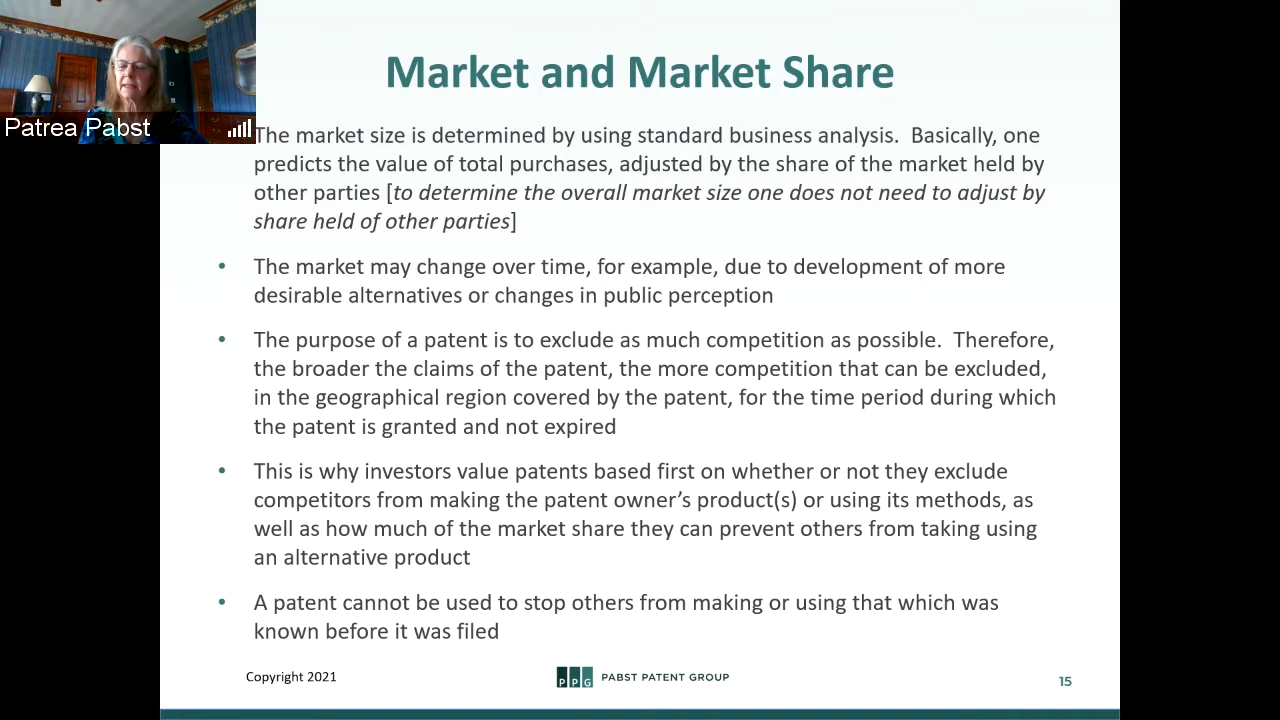 Patrea Pabst
Market and Market Share
The market size is determined by using standard business analysis.  Basically, one
predicts the value of total purchases, adjusted by the share of the market held by
other parties [to determine the overall market size one does not need to adjust by
share held of other parties]
• The market may change over time, for example, due to development of more
desirable alternatives or changes in public perception
• The purpose of a patent is to exclude as much competition as possible.  Therefore,
the broader the claims of the patent, the more competition that can be excluded,
in the geographical region covered by the patent, for the time period during which
the patent is granted and not expired
• This is why investors value patents based first on whether or not they exclude
competitors from making the patent owner’s product(s) or using its methods, as
well as how much of the market share they can prevent others from taking using
an alternative product
• A patent cannot be used to stop others from making or using that which was
known before it was filed
Copyright 2021
PPG PABST PATENT GROUP
15